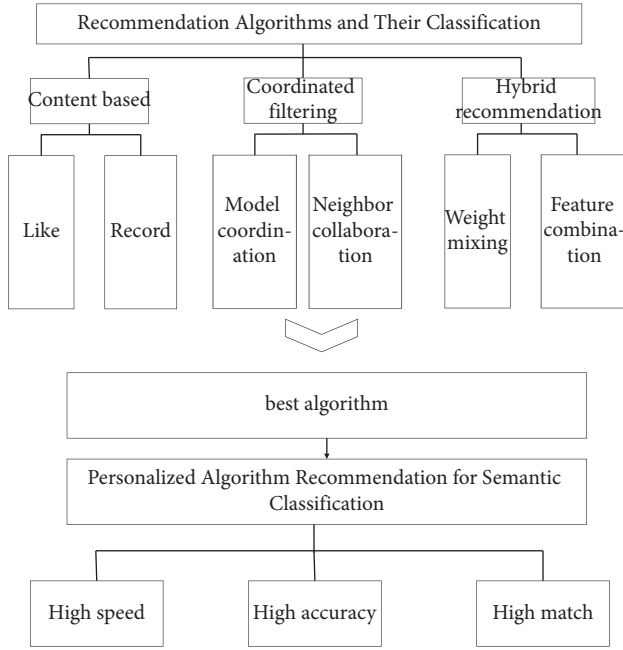 Recommendation Algorithms and Their Classification
Content based
Coordinated
filtering
Hybrid
recommendation
Like
Record
Model
coordin-
ation
Neighbor
collabora-
tion
Weight
mixing
Feature
combina-
tion
best algorithm
Personalized Algorithm Recommendation for Semantic
Classification
High speed
High accuracy
High match